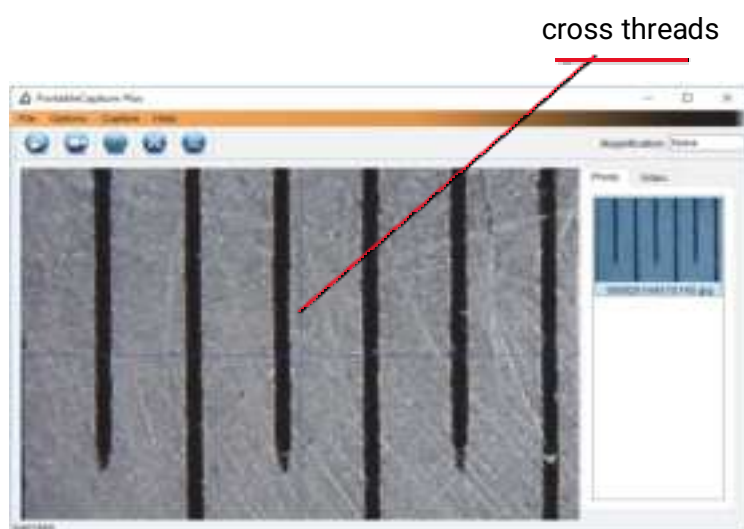 cross threads
PortableCapture Plus
File Options Capture Help
Magnification: None
Photo Video